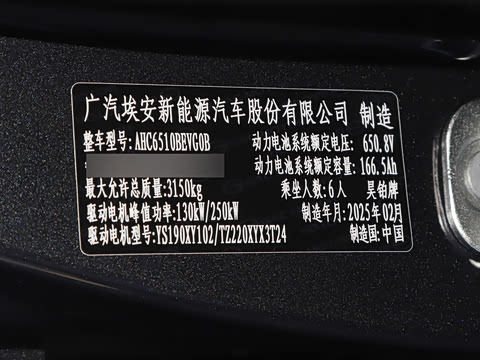 广汽埃安新能源汽车股份有限公司 制造
整车型号:AHC6510BEVG0B 动力电池系统额定电压: 650.8V
动力电池系统额定容量: 166.5Ah
最大允许总质量:3150kg 乘坐人数:6人 昊铂牌
驱动电机峰值功率:130kW/250kW 制造年月:2025年02月
驱动电机型号:YS190XY102/TZ220XYX3T24 制造国:中国